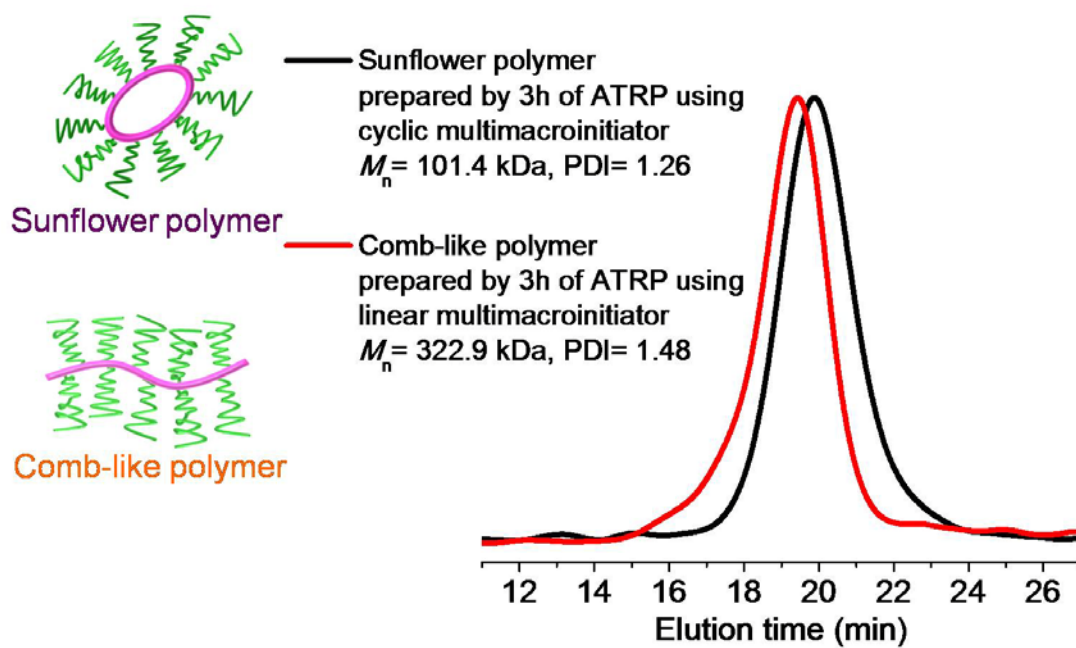 Sunflower polymer
Sunflower polymer
prepared by 3h of ATRP using
cyclic multimacroinitiator
Mn= 101.4 kDa, PDI= 1.26
Comb-like polymer
prepared by 3h of ATRP using
linear multimacroinitiator
Mn= 322.9 kDa, PDI= 1.48
Comb-like polymer
12 14 16 18 20 22 24 26
Elution time (min)